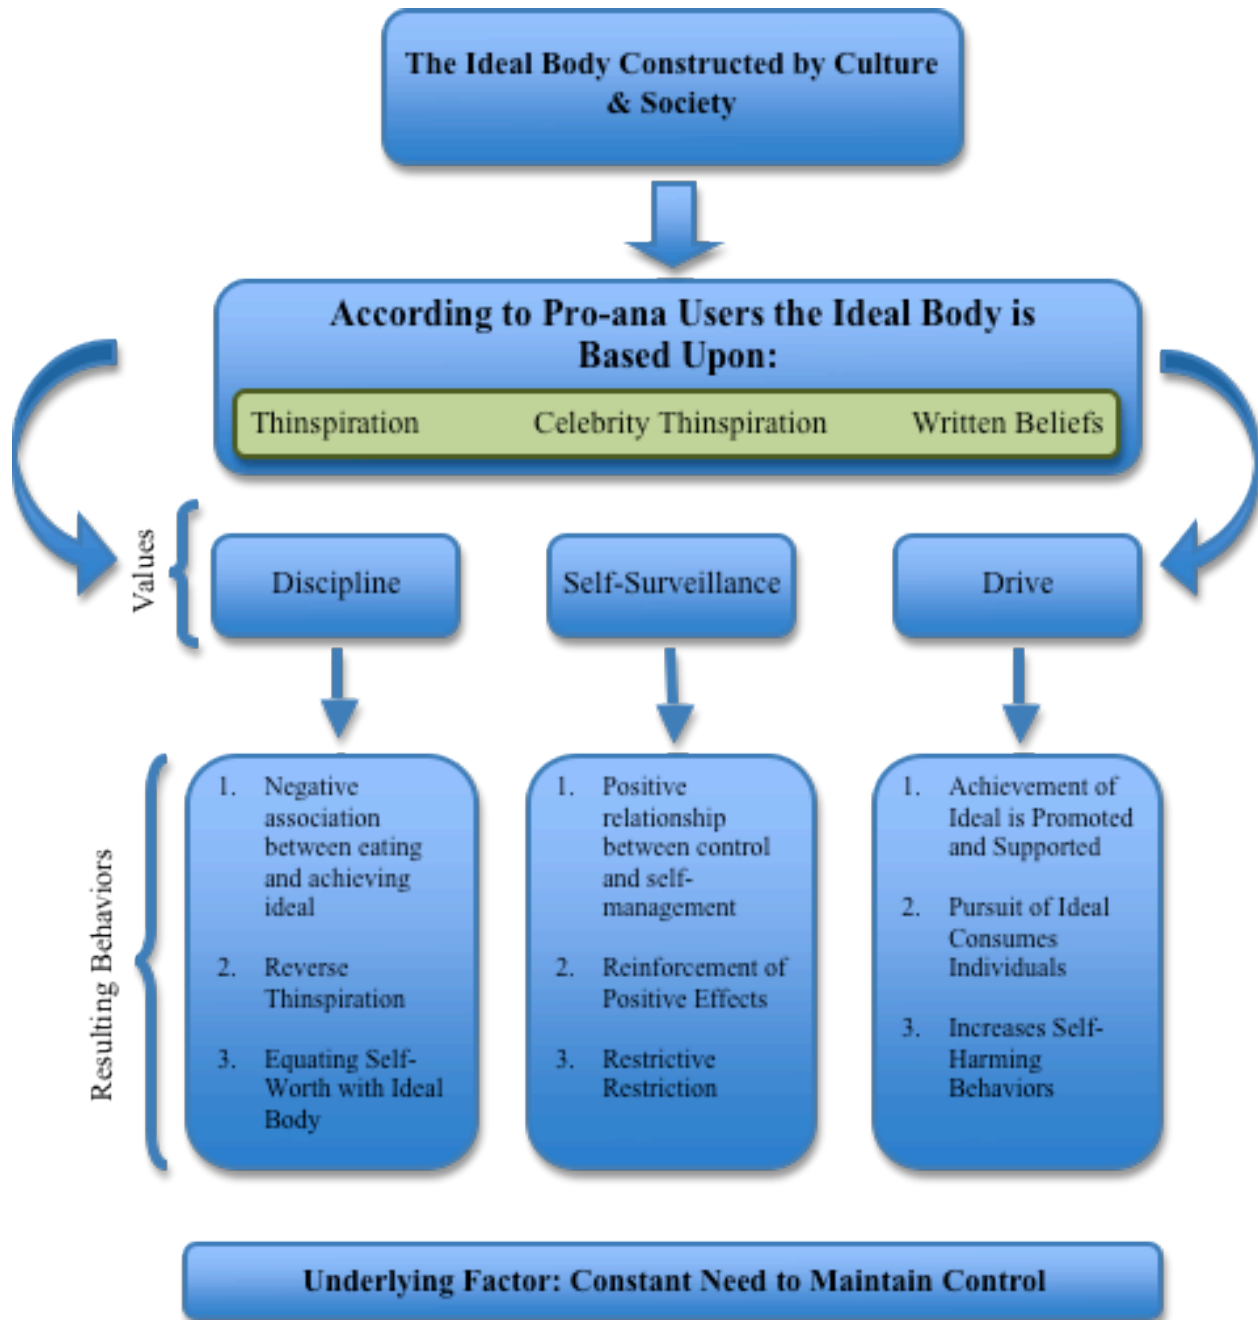 The Ideal Body Constructed by Culture
& Society
According to Pro-ana Users the Ideal Body is
Based Upon:
Thinspiration Celebrity Thinspiration Written Beliefs
Values
Discipline
Self-Surveillance
Drive
Resulting Behaviors
1. Negative
association
between eating
and achieving
ideal
2. Reverse
Thinspiration
3. Equating Self-
Worth with Ideal
Body
1. Positive
relationship
between control
and self-
management
2. Reinforcement of
Positive Effects
3. Restrictive
Restriction
1. Achievement of
Ideal is Promoted
and Supported
2. Pursuit of Ideal
Consumes
Individuals
3. Increases Self-
Harming
Behaviors
Underlying Factor: Constant Need to Maintain Control